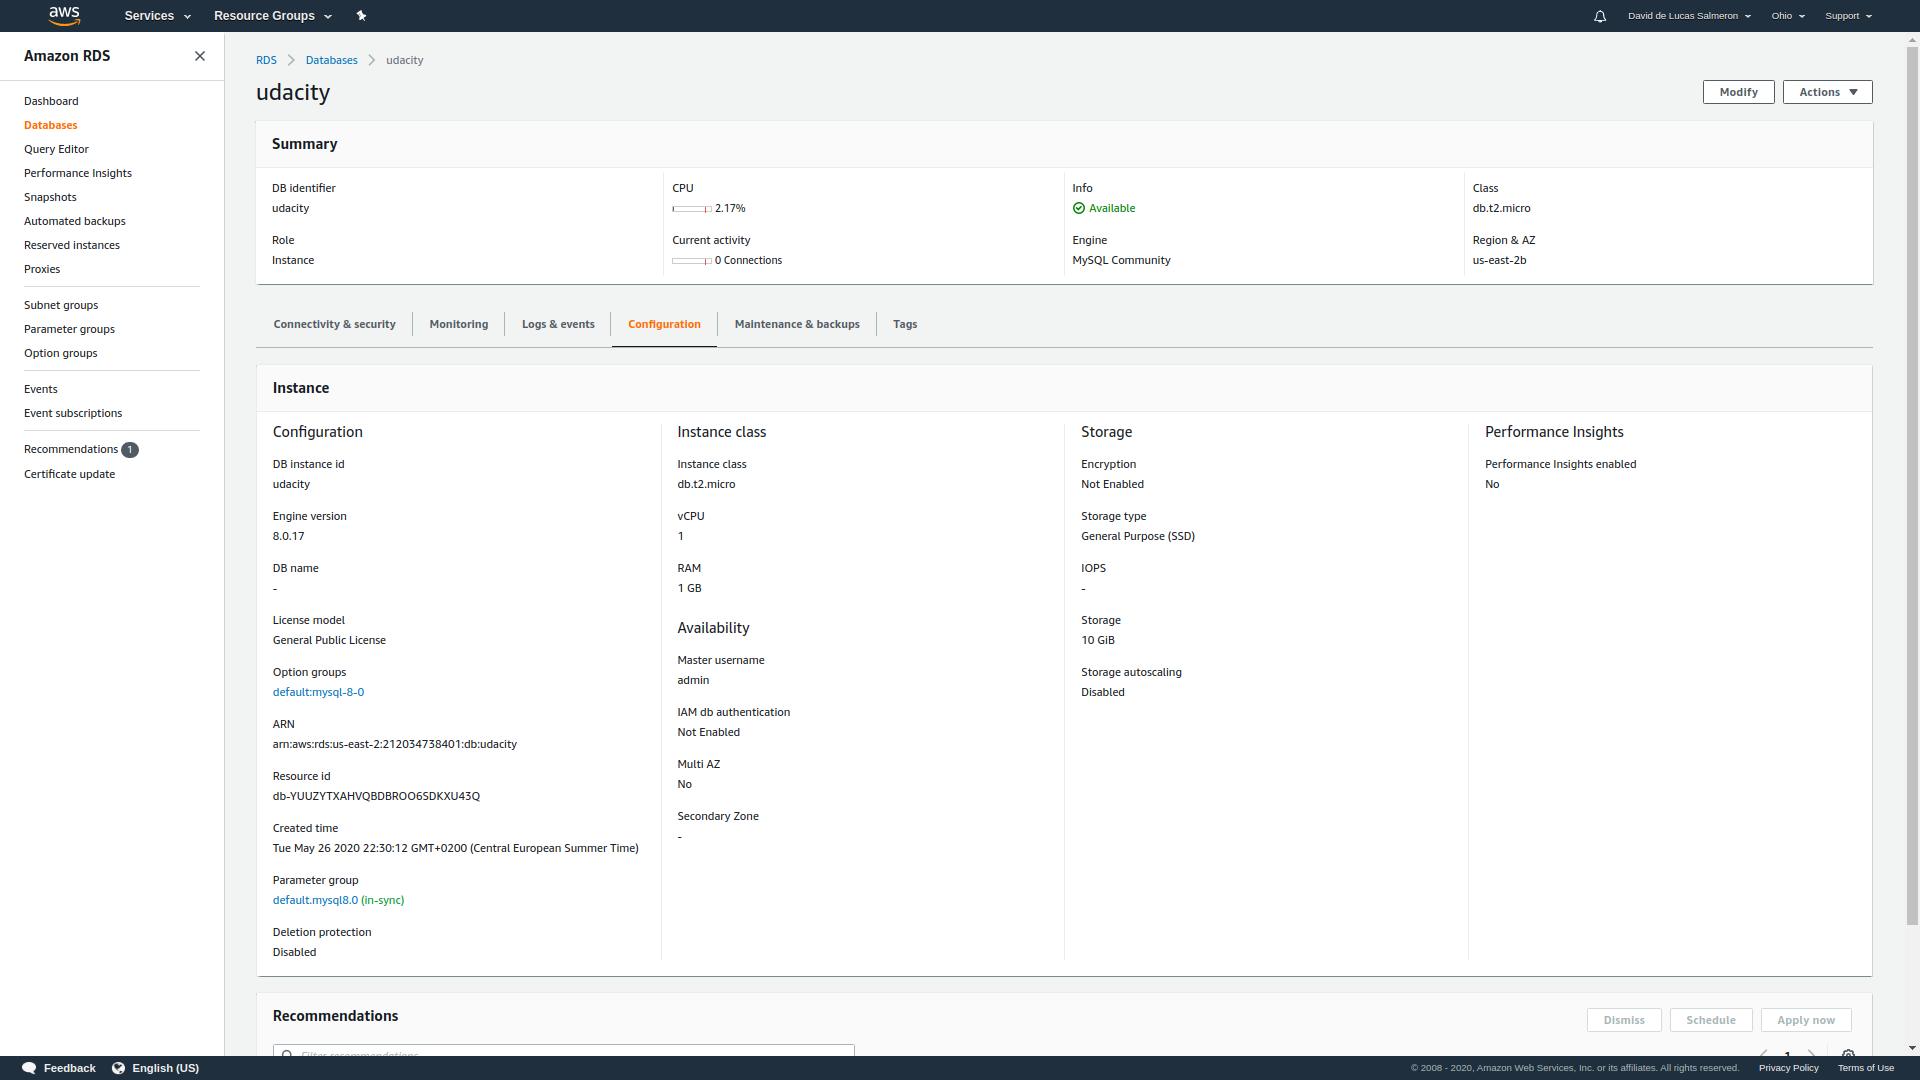 aws Services Resource Groups David de Lucas Salmeron Ohio Support
Amazon RDS
Dashboard
Databases
Query Editor
Performance Insights
Snapshots
Automated backups
Reserved instances
Proxies
Subnet groups
Parameter groups
Option groups
Events
Event subscriptions
Recommendations 1
Certificate update
RDS Databases udacity
udacity
Modify Actions
Summary
DB identifier
udacity
Role
Instance
CPU
2.17%
Current activity
0 Connections
Info
Available
Engine
MySQL Community
Class
db.t2.micro
Region & AZ
us-east-2b
Connectivity & security Monitoring Logs & events Configuration Maintenance & backups Tags
Instance
Configuration
DB instance id
udacity
Engine version
8.0.17
DB name
-
License model
General Public License
Option groups
default:mysql-8-0
ARN
arn:aws:rds:us-east-2:212034738401:db:udacity
Resource id
db-YUUZYTXAHVQBDBROO6SDKXU43Q
Created time
Tue May 26 2020 22:30:12 GMT+0200 (Central European Summer Time)
Parameter group
default.mysql8.0 (in-sync)
Deletion protection
Disabled
Instance class
Instance class
db.t2.micro
vCPU
1
RAM
1 GB
Availability
Master username
admin
IAM db authentication
Not Enabled
Multi AZ
No
Secondary Zone
-
Storage
Encryption
Not Enabled
Storage type
General Purpose (SSD)
IOPS
-
Storage
10 GiB
Storage autoscaling
Disabled
Performance Insights
Performance Insights enabled
No
Recommendations
Dismiss Schedule Apply now
Filter recommendations
1
Feedback English (US) © 2008 - 2020, Amazon Web Services, Inc. or its affiliates. All rights reserved. Privacy Policy Terms of Use